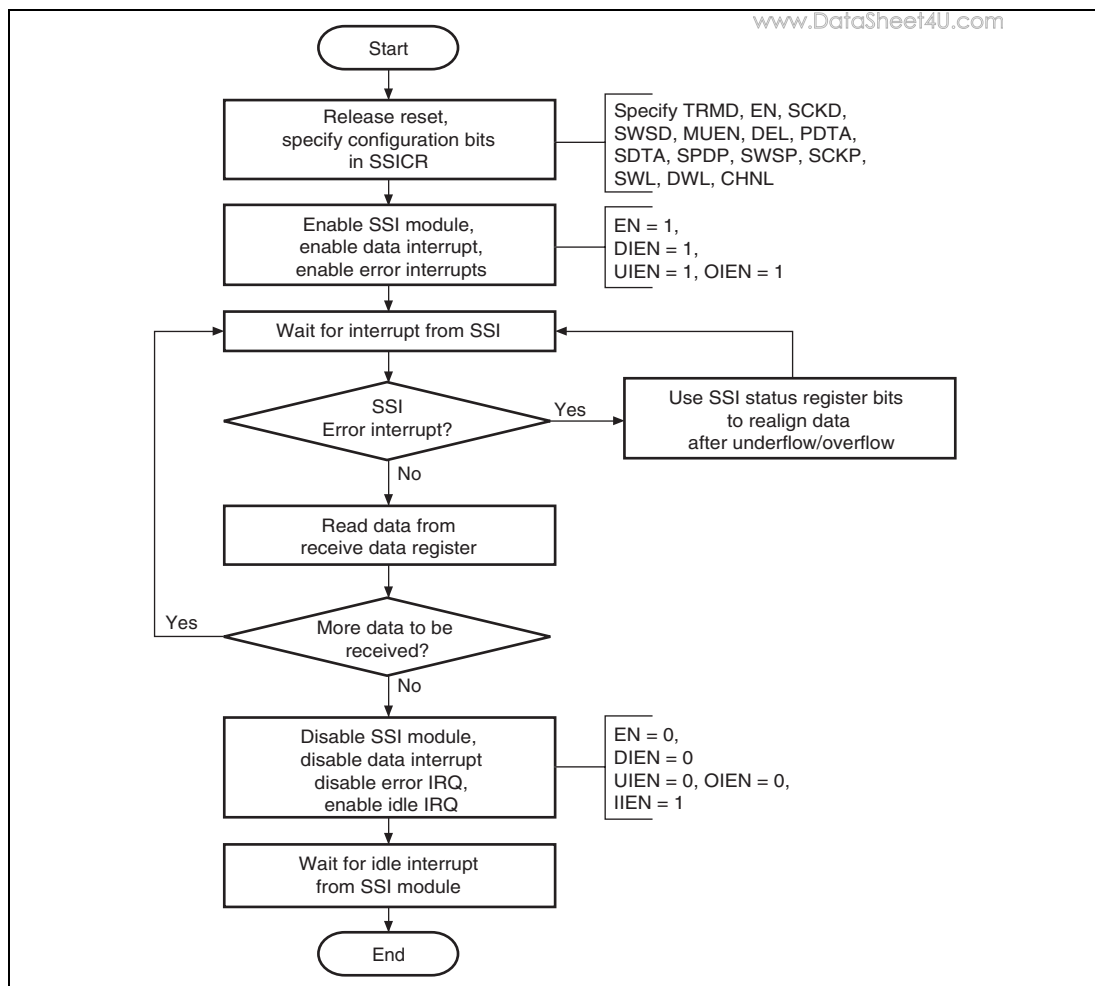 www.DataSheet4U.com
Start
Release reset,
specify configuration bits
in SSICR
Specify TRMD, EN, SCKD,
SWSD, MUEN, DEL, PDTA,
SDTA, SPDP, SWSP, SCKP,
SWL, DWL, CHNL
Enable SSI module,
enable data interrupt,
enable error interrupts
EN = 1,
DIEN = 1,
UIEN = 1, OIEN = 1
Wait for interrupt from SSI
SSI
Error interrupt?
Yes
Use SSI status register bits
to realign data
after underflow/overflow
No
Read data from
receive data register
Yes
More data to be
received?
No
Disable SSI module,
disable data interrupt
disable error IRQ,
enable idle IRQ
EN = 0,
DIEN = 0
UIEN = 0, OIEN = 0,
IIEN = 1
Wait for idle interrupt
from SSI module
End